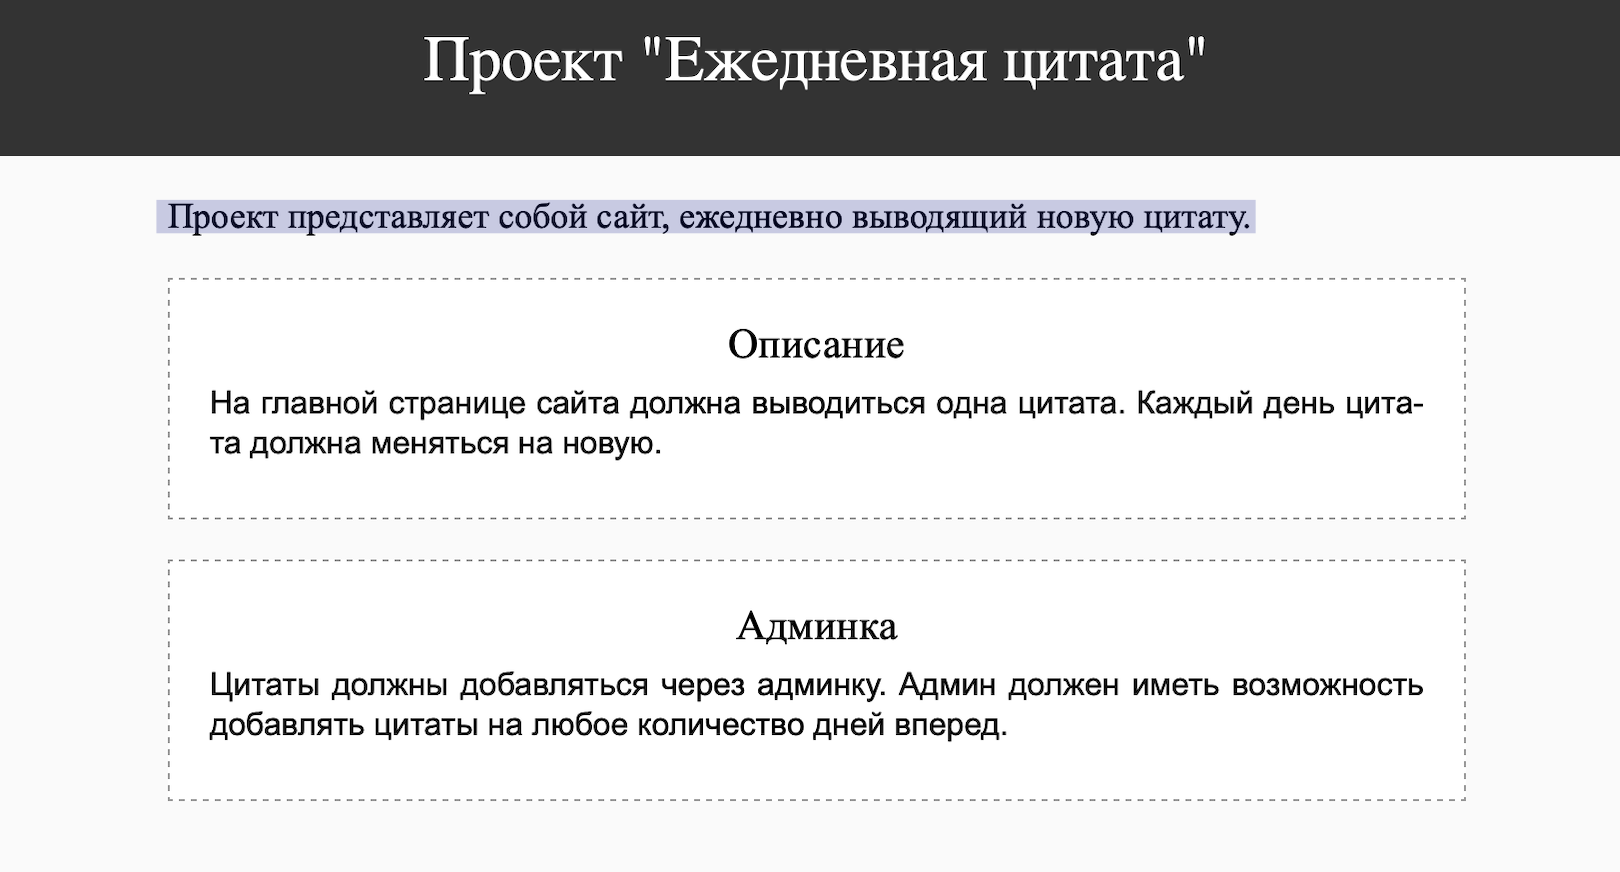 Проект "Ежедневная цитата"
Проект представляет собой сайт, ежедневно выводящий новую цитату.
Описание
На главной странице сайта должна выводиться одна цитата. Каждый день цита-
та должна меняться на новую.
Админка
Цитаты должны добавляться через админку. Админ должен иметь возможность
добавлять цитаты на любое количество дней вперед.